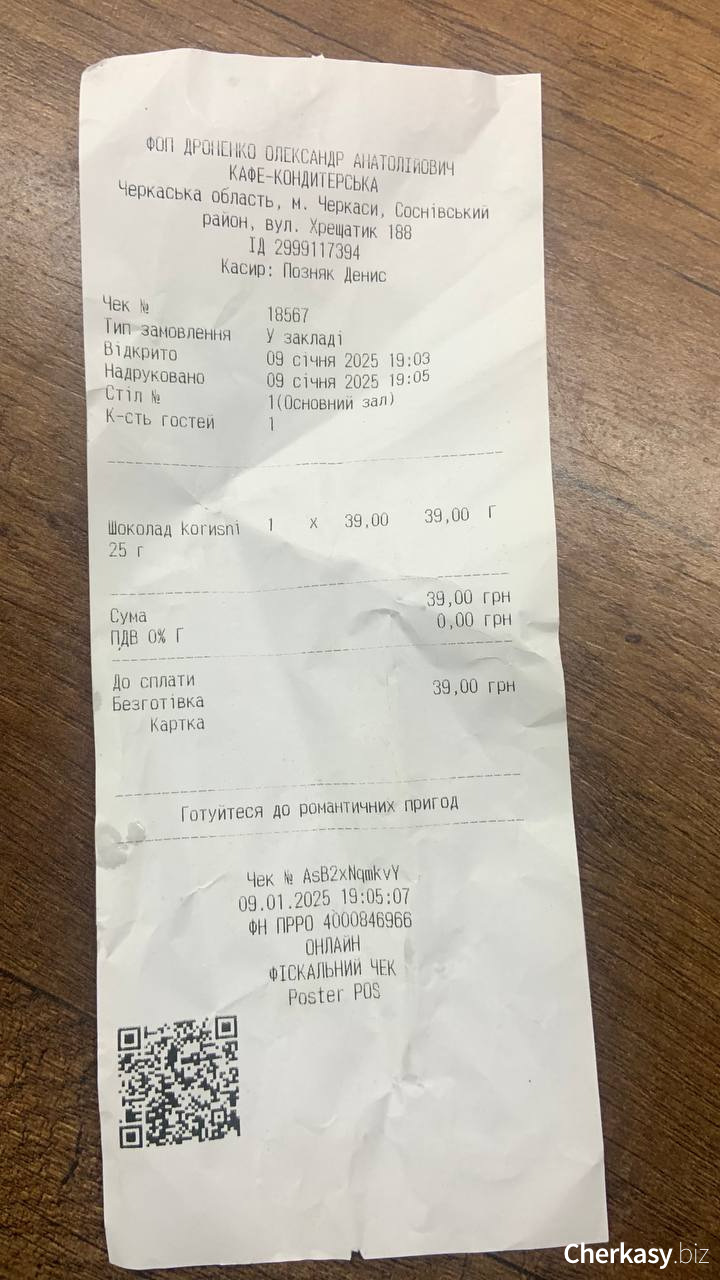 ФОП ДРОНЕНКО ОЛЕКСАНДР АНАТОЛІЙОВИЧ
КАФЕ-КОНДИТЕРСЬКА
Черкаська область, м. Черкаси, Соснівський
район, вул. Хрещатик 188
ІД 2999117394
Касир: Позняк Денис
Чек № 18567
Тип замовлення У закладі
Відкрито 09 січня 2025 19:03
Надруковано 09 січня 2025 19:05
Стіл № 1(Основний зал)
К-сть гостей 1
Шоколад korиsni 1 x 39,00 39,00 Г
25 г
Сума 39,00 грн
ПДВ 0% Г 0,00 грн
До сплати 39,00 грн
Безготівка
Картка
Готуйтеся до романтичних пригод
Чек № AsB2xNqmkvY
09.01.2025 19:05:07
ФН ПРРО 4000846966
ОНЛАЙН
ФІСКАЛЬНИЙ ЧЕК
Poster POS
Cherkasy.biz